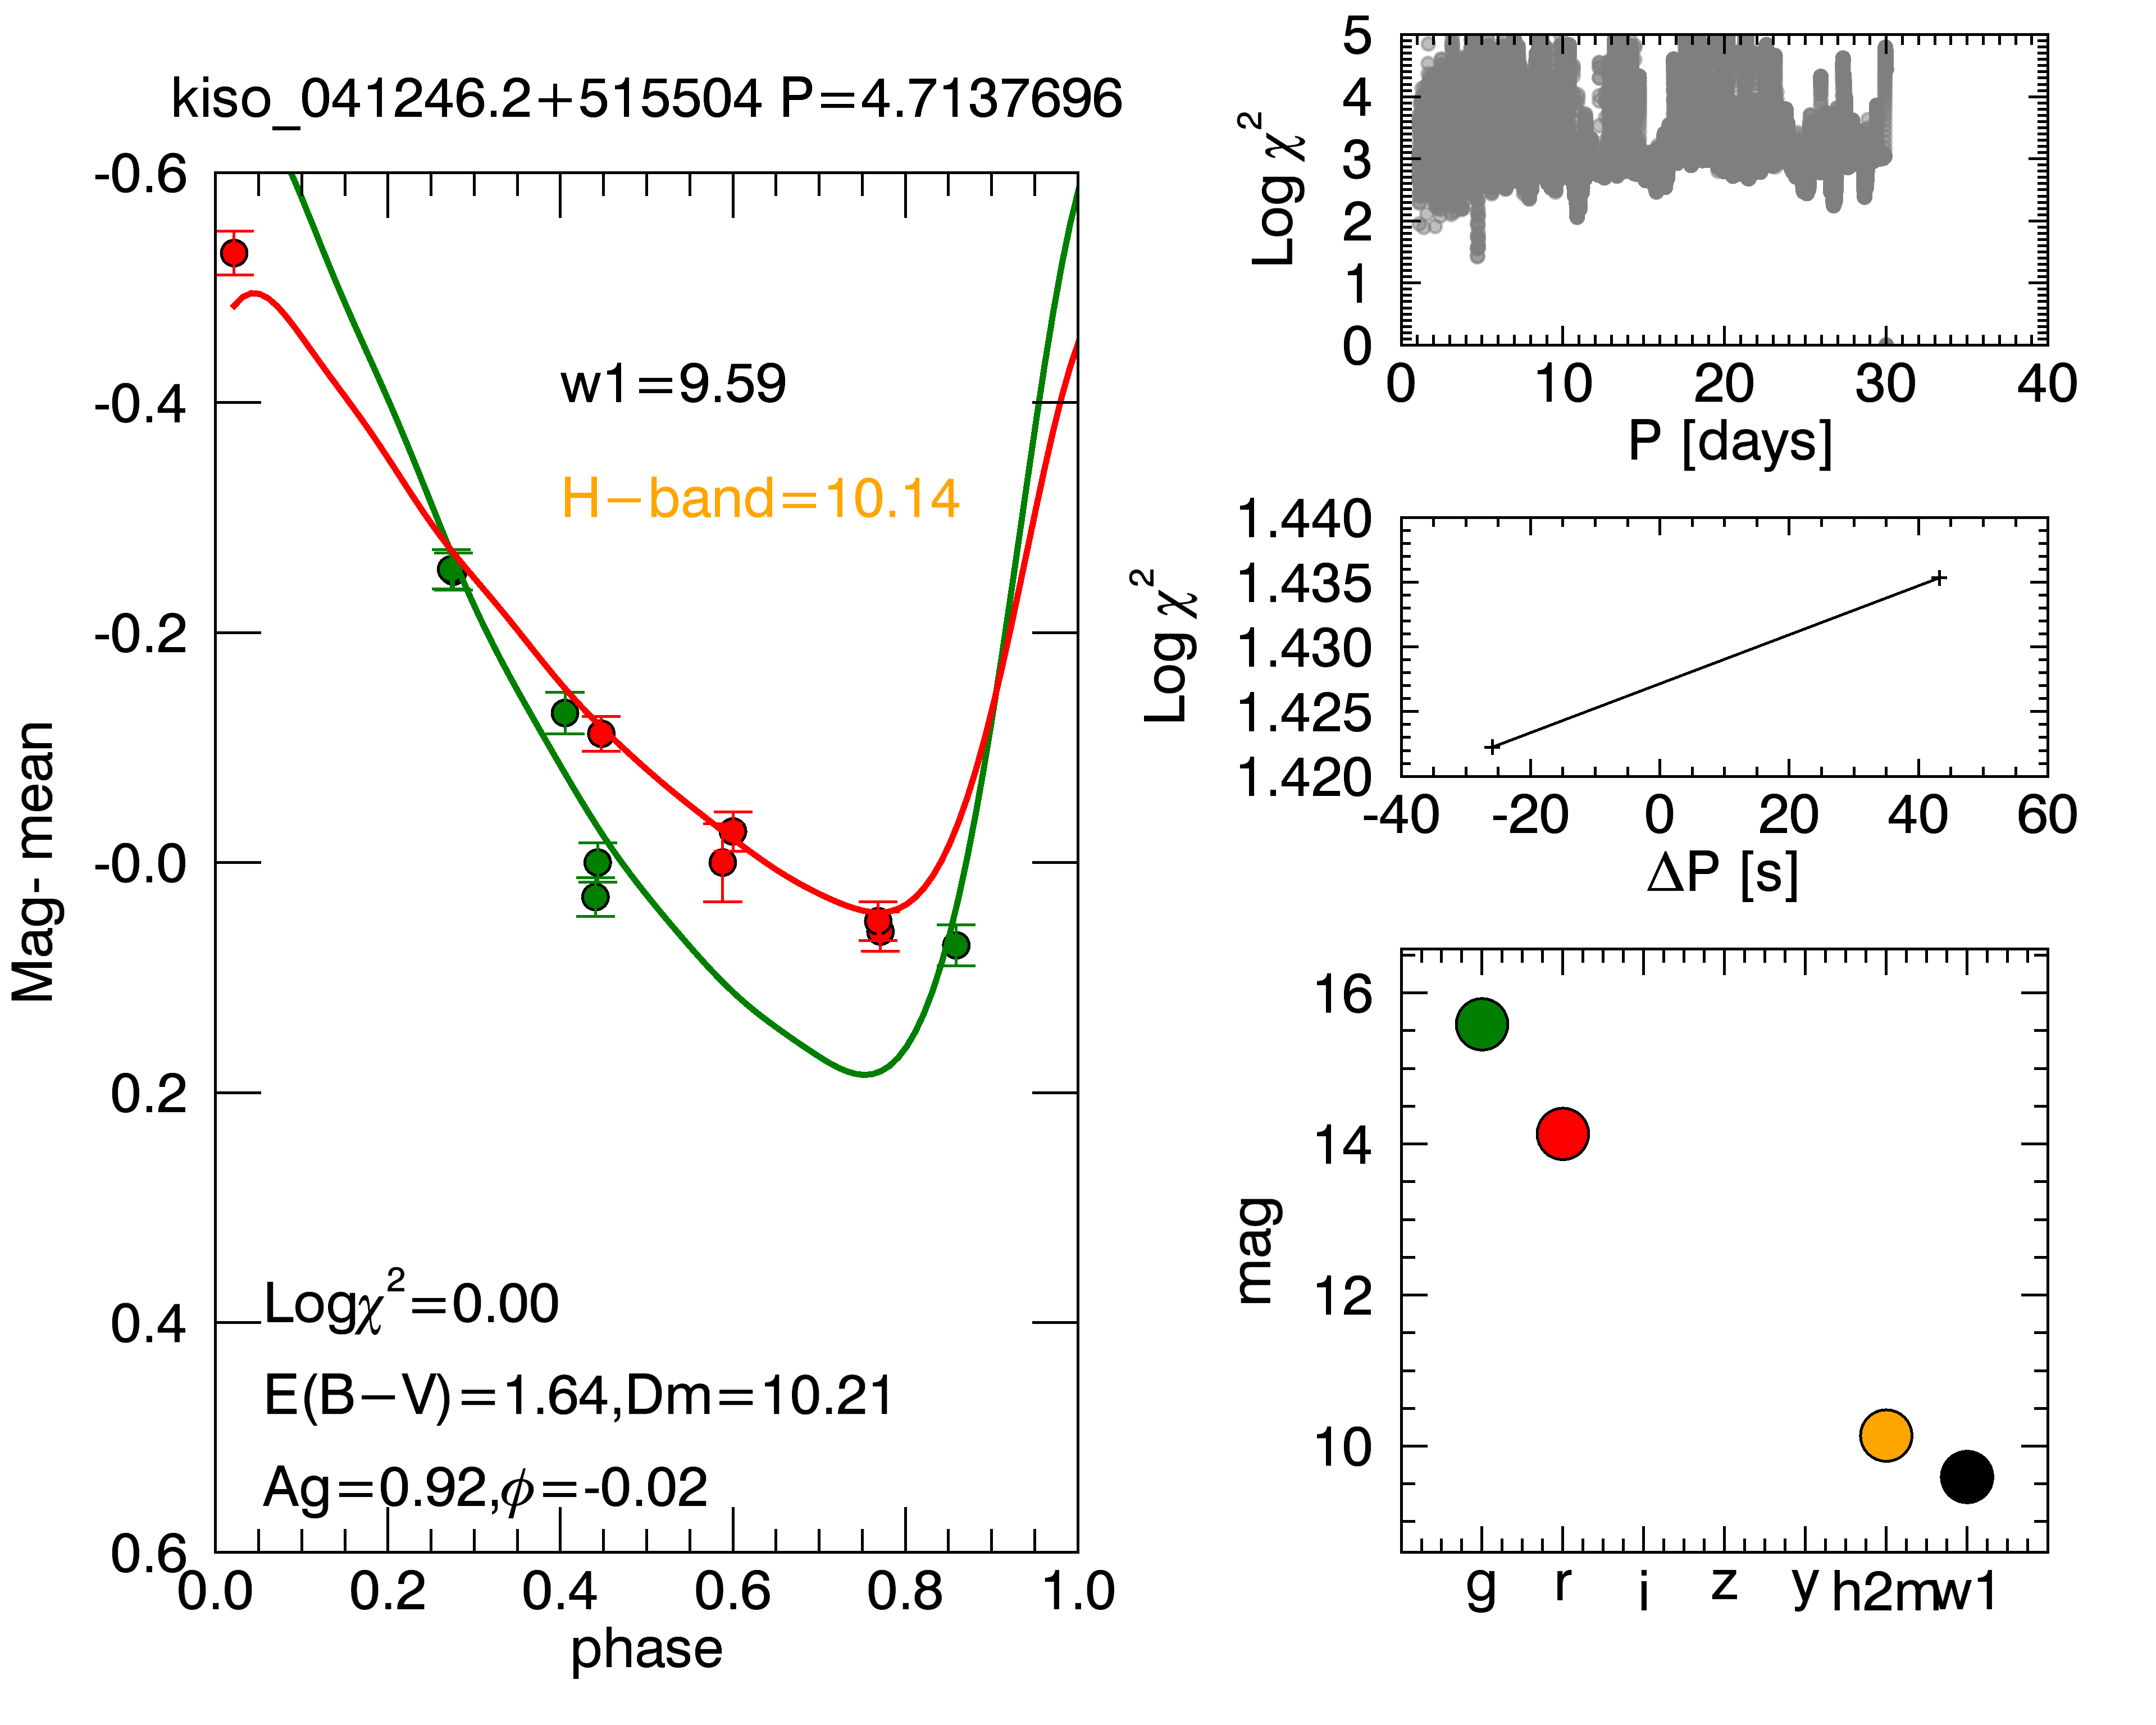 kiso_041246.2+515504 P=4.7137696
-0.6
-0.4
-0.2
-0.0
0.2
0.4
0.6
Mag- mean
w1=9.59
H−band=10.14
Logχ²=0.00
E(B−V)=1.64,Dm=10.21
Ag=0.92,ϕ=-0.02
0.0 0.2 0.4 0.6 0.8 1.0
phase
5
4
3
2
1
0
Log χ²
0 10 20 30 40
P [days]
1.440
1.435
1.430
1.425
1.420
Log χ²
-40 -20 0 20 40 60
ΔP [s]
16
14
12
10
mag
g r i z y h2m w1